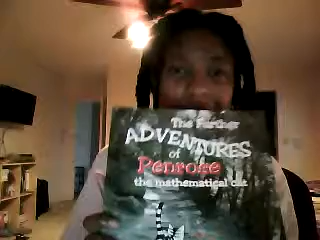 The Further
ADVENTURES
of
Penrose
the mathematical cat